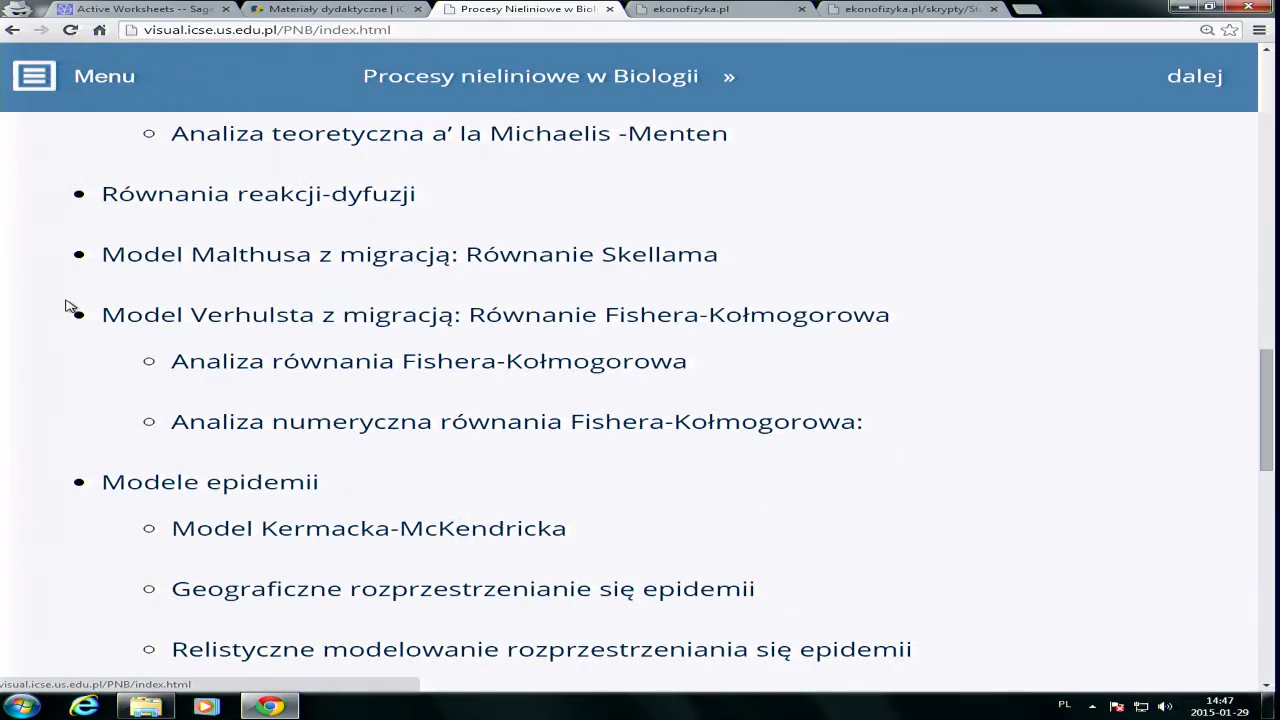 Active Worksheets -- Sage
Materiały dydaktyczne | iC
Procesy Nieliniowe w Biol
ekonofizyka.pl
ekonofizyka.pl/skrypty/St
visual.icse.us.edu.pl/PNB/index.html
Menu
Procesy nieliniowe w Biologii »
dalej
Analiza teoretyczna a’ la Michaelis -Menten
Równania reakcji-dyfuzji
Model Malthusa z migracją: Równanie Skellama
Model Verhulsta z migracją: Równanie Fishera-Kołmogorowa
Analiza równania Fishera-Kołmogorowa
Analiza numeryczna równania Fishera-Kołmogorowa:
Modele epidemii
Model Kermacka-McKendricka
Geograficzne rozprzestrzenianie się epidemii
Relistyczne modelowanie rozprzestrzeniania się epidemii
visual.icse.us.edu.pl/PNB/index.html
PL
14:47
2015-01-29